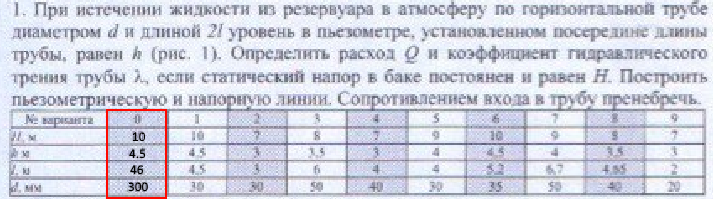 1. При истечении жидкости из резервуара в атмосферу по горизонтальной трубе
диаметром d и длиной 2l уровень в пьезометре, установленном посередине длины
трубы, равен h (рис. 1). Определить расход Q и коэффициент гидравлического
трения трубы λ, если статический напор в баке постоянен и равен H. Построить
пьезометрическую и напорную линии. Сопротивлением входа в трубу пренебречь.
№ варианта 0 1 2 3 4 5 6 7 8 9
H, м 10 10 7 8 7 9 10 9 8 7
h м 4.5 4,5 3 3,5 3 4 4,5 4 3,5 3
l, м 46 4,5 3 6 4 4 5,2 6,7 4,85 2
d, мм 300 30 30 50 40 30 35 50 40 20